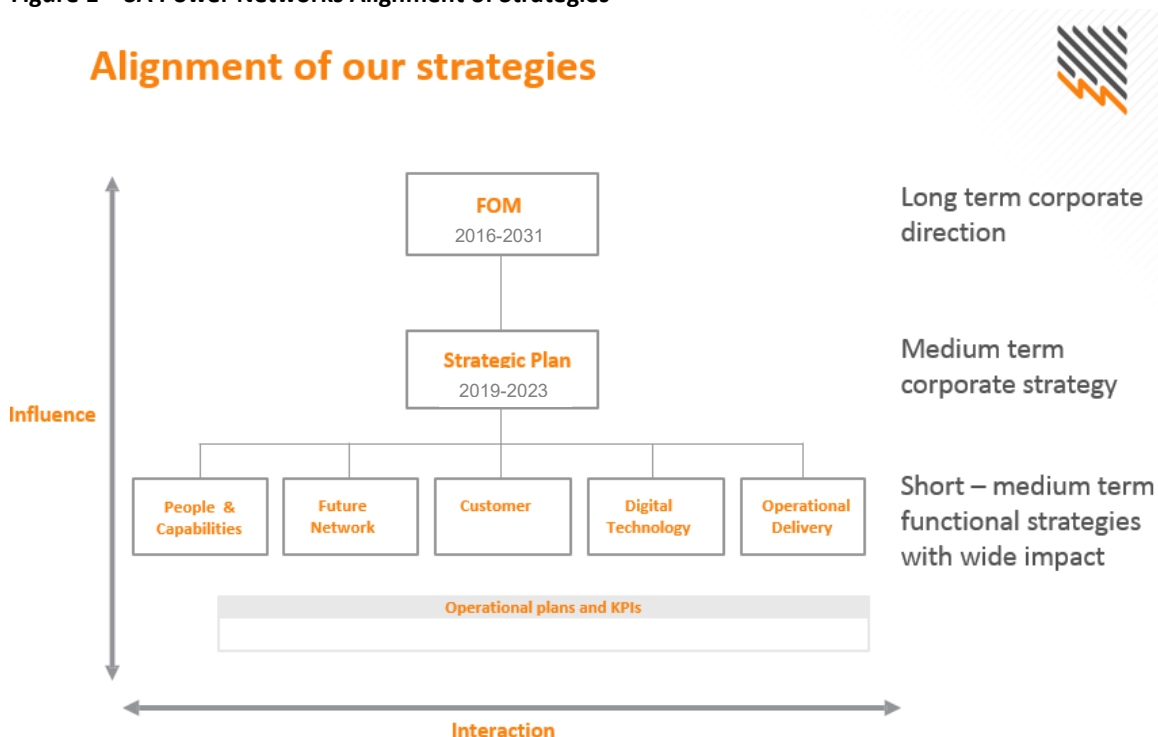 Alignment of our strategies
FOM
2016-2031
Long term corporate
direction
Strategic Plan
2019-2023
Medium term
corporate strategy
Influence
People & 
Capabilities
Future
Network
Customer
Digital
Technology
Operational
Delivery
Short – medium term
functional strategies
with wide impact
Operational plans and KPIs
Interaction